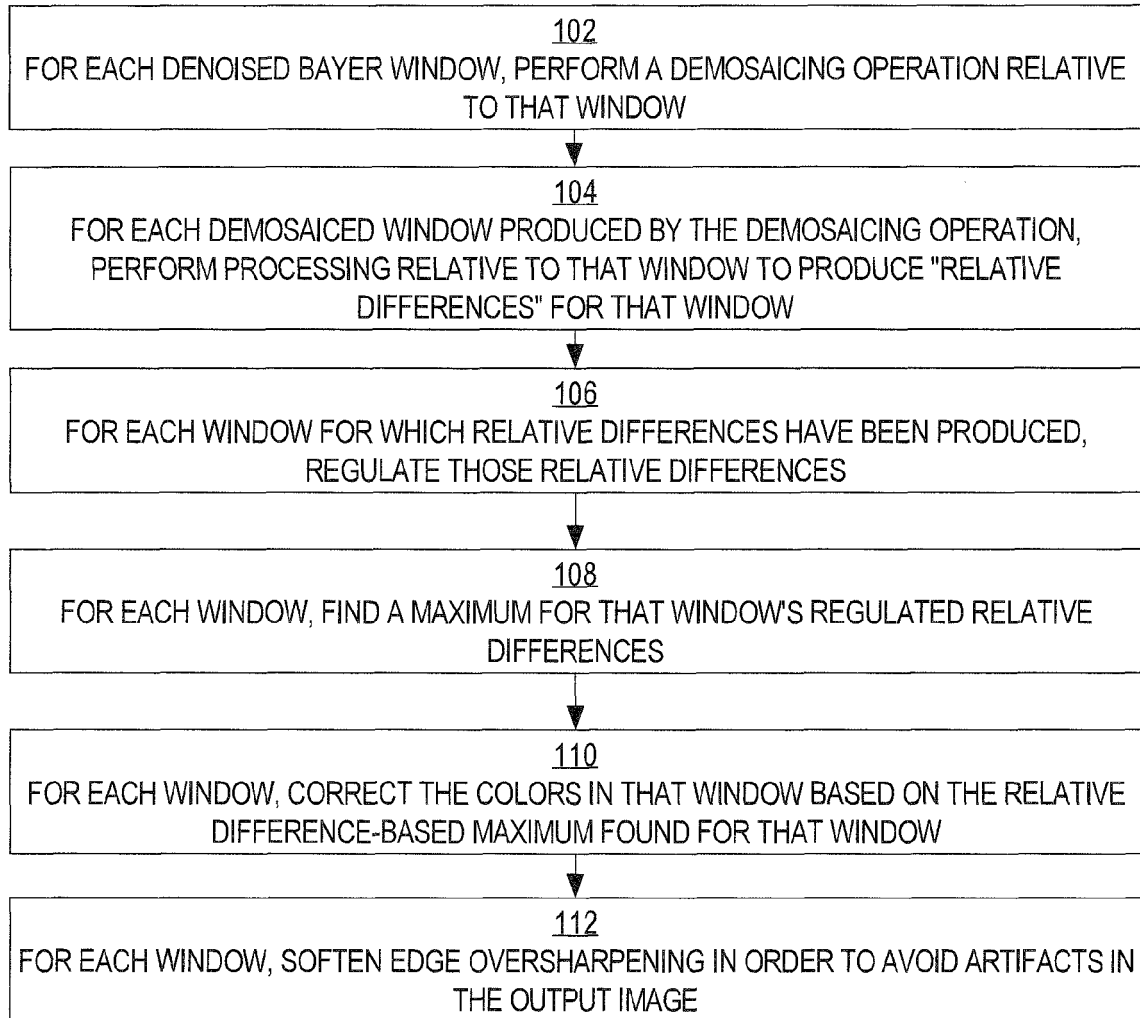 102
FOR EACH DENOISED BAYER WINDOW, PERFORM A DEMOSAICING OPERATION RELATIVE
TO THAT WINDOW
104
FOR EACH DEMOSAICED WINDOW PRODUCED BY THE DEMOSAICING OPERATION,
PERFORM PROCESSING RELATIVE TO THAT WINDOW TO PRODUCE "RELATIVE
DIFFERENCES" FOR THAT WINDOW
106
FOR EACH WINDOW FOR WHICH RELATIVE DIFFERENCES HAVE BEEN PRODUCED,
REGULATE THOSE RELATIVE DIFFERENCES
108
FOR EACH WINDOW, FIND A MAXIMUM FOR THAT WINDOW'S REGULATED RELATIVE
DIFFERENCES
110
FOR EACH WINDOW, CORRECT THE COLORS IN THAT WINDOW BASED ON THE RELATIVE
DIFFERENCE-BASED MAXIMUM FOUND FOR THAT WINDOW
112
FOR EACH WINDOW, SOFTEN EDGE OVERSHARPENING IN ORDER TO AVOID ARTIFACTS IN
THE OUTPUT IMAGE